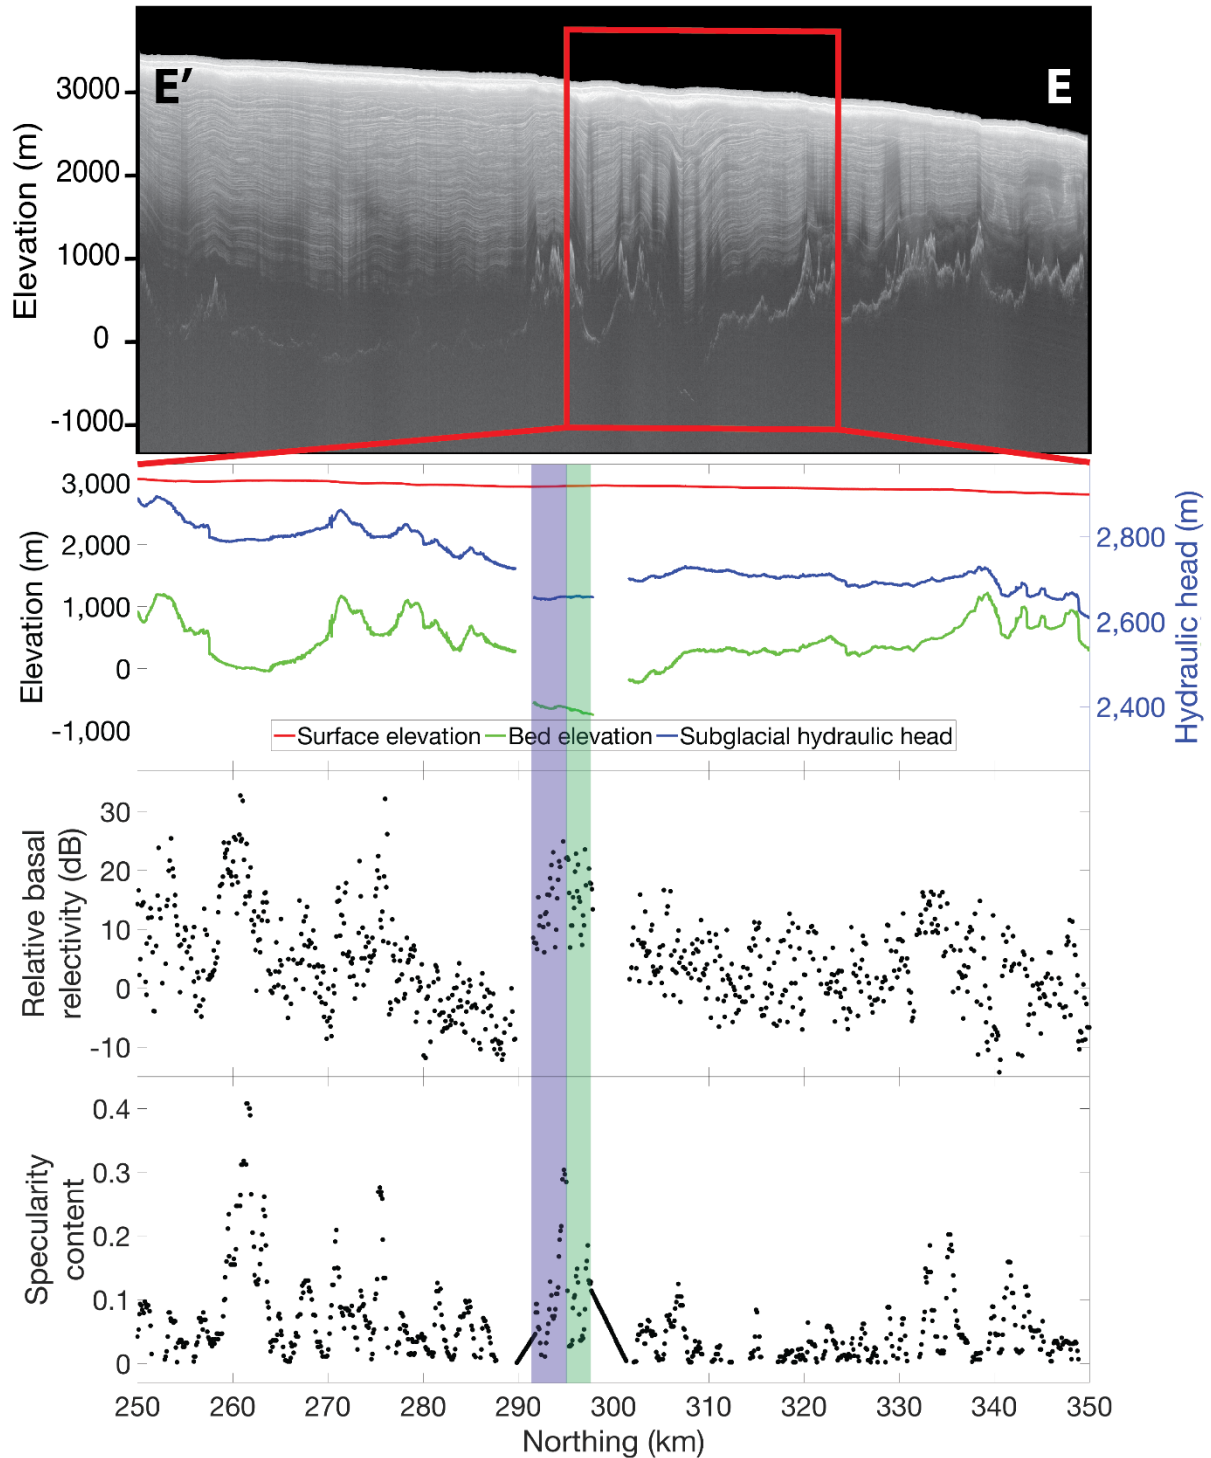 E′
E
3000
2000
1000
0
-1000
Elevation (m)
3,000
2,000
1,000
0
-1,000
Elevation (m)
2,800
2,600
2,400
Hydraulic head (m)
Surface elevation Bed elevation Subglacial hydraulic head
30
20
10
0
-10
Relative basal
relectivity (dB)
0.4
0.3
0.2
0.1
0
Specularity
content
250 260 270 280 290 300 310 320 330 340 350
Northing (km)